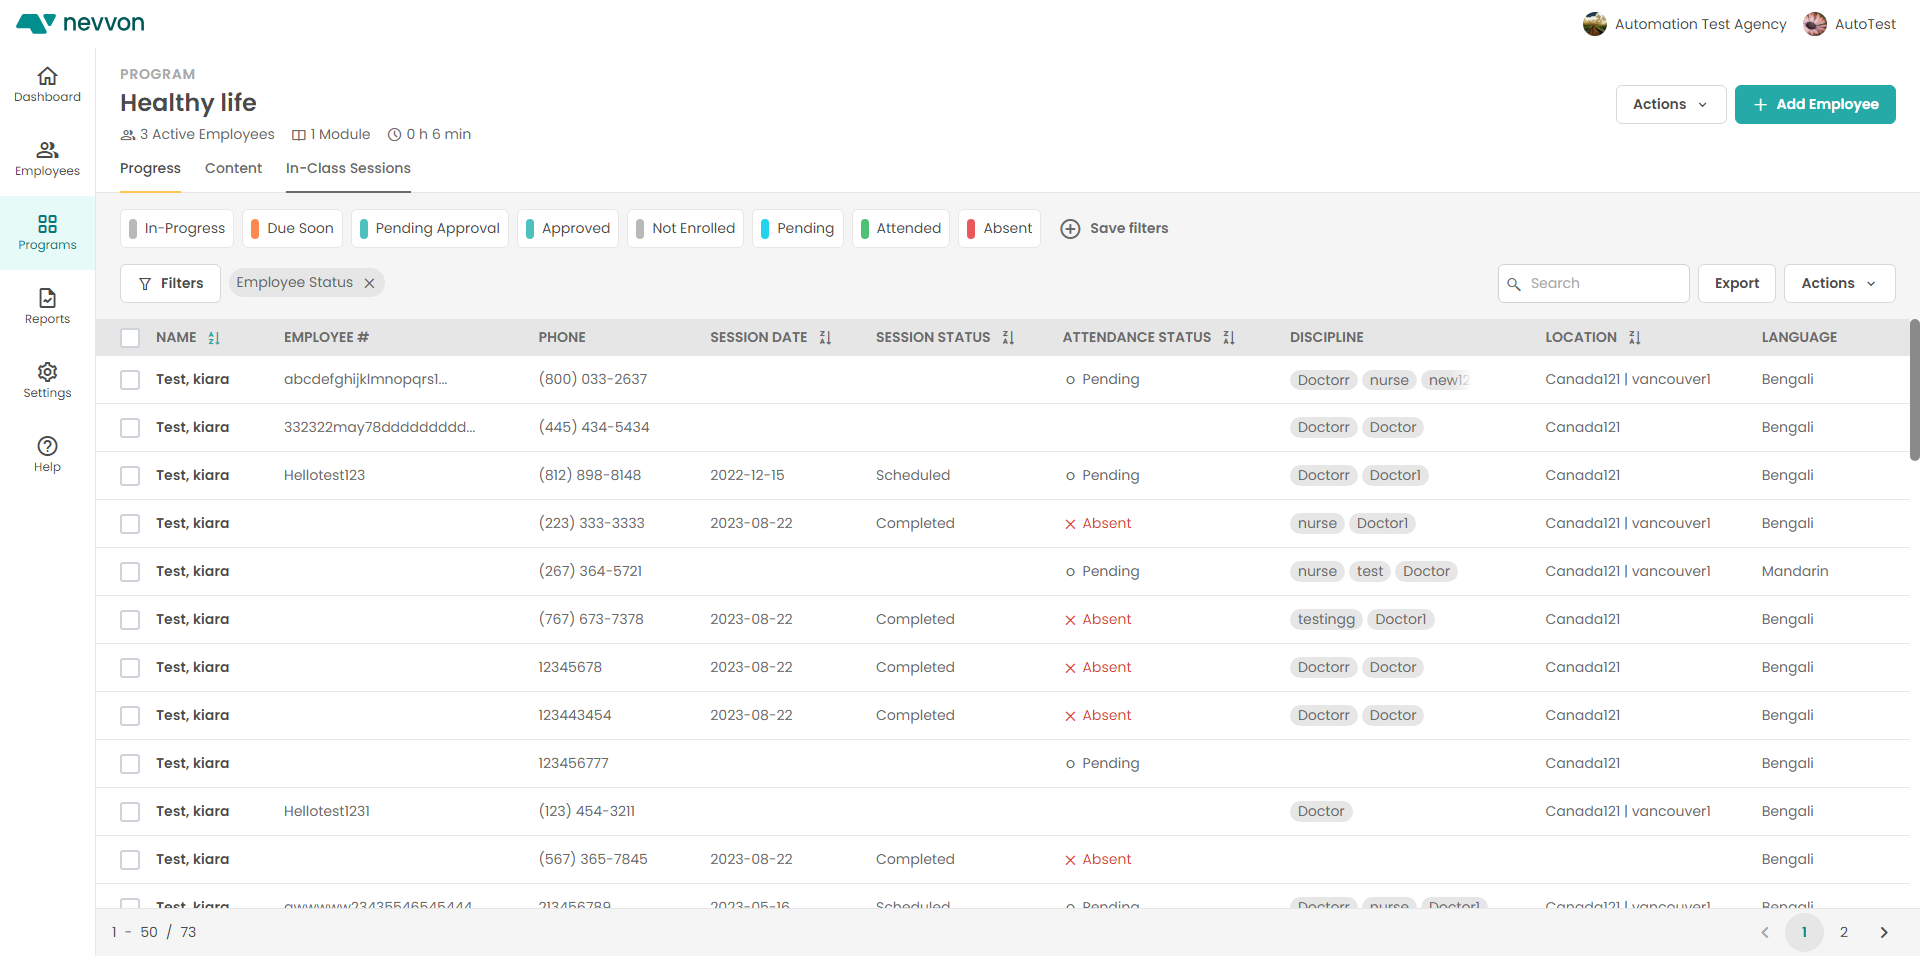 nevvon
Automation Test Agency AutoTest
Dashboard
Employees
Programs
Reports
Settings
Help
PROGRAM
Healthy life
3 Active Employees 1 Module 0 h 6 min
Actions + Add Employee
Progress Content In-Class Sessions
In-Progress Due Soon Pending Approval Approved Not Enrolled Pending Attended Absent Save filters
Filters Employee Status Search Export Actions
NAME EMPLOYEE # PHONE SESSION DATE SESSION STATUS ATTENDANCE STATUS DISCIPLINE LOCATION LANGUAGE
Test, kiara abcdefghijklmnopqrs1... (800) 033-2637 Pending Doctorr nurse new12 Canada121 | vancouver1 Bengali
Test, kiara 332322may78ddddddddd... (445) 434-5434 Doctorr Doctor Canada121 Bengali
Test, kiara Hellotest123 (812) 898-8148 2022-12-15 Scheduled Pending Doctorr Doctor1 Canada121 Bengali
Test, kiara (223) 333-3333 2023-08-22 Completed Absent nurse Doctor1 Canada121 | vancouver1 Bengali
Test, kiara (267) 364-5721 Pending nurse test Doctor Canada121 | vancouver1 Mandarin
Test, kiara (767) 673-7378 2023-08-22 Completed Absent testingg Doctor1 Canada121 Bengali
Test, kiara 12345678 2023-08-22 Completed Absent Doctorr Doctor Canada121 Bengali
Test, kiara 123443454 2023-08-22 Completed Absent Doctorr Doctor Canada121 Bengali
Test, kiara 123456777 Pending Canada121 Bengali
Test, kiara Hellotest1231 (123) 454-3211 Doctor Canada121 | vancouver1 Bengali
Test, kiara (567) 365-7845 2023-08-22 Completed Absent Bengali
Test, kiara 213456789 2023-05-16 Scheduled Pending Doctorr nurse Doctor1 Canada121 | vancouver1 Bengali
1 - 50 / 73 1 2